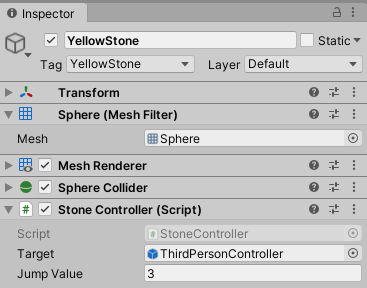 Inspector
YellowStone Static
Tag YellowStone Layer Default
Transform
Sphere (Mesh Filter)
Mesh Sphere
Mesh Renderer
Sphere Collider
# Stone Controller (Script)
Script # StoneController
Target ThirdPersonController
Jump Value 3